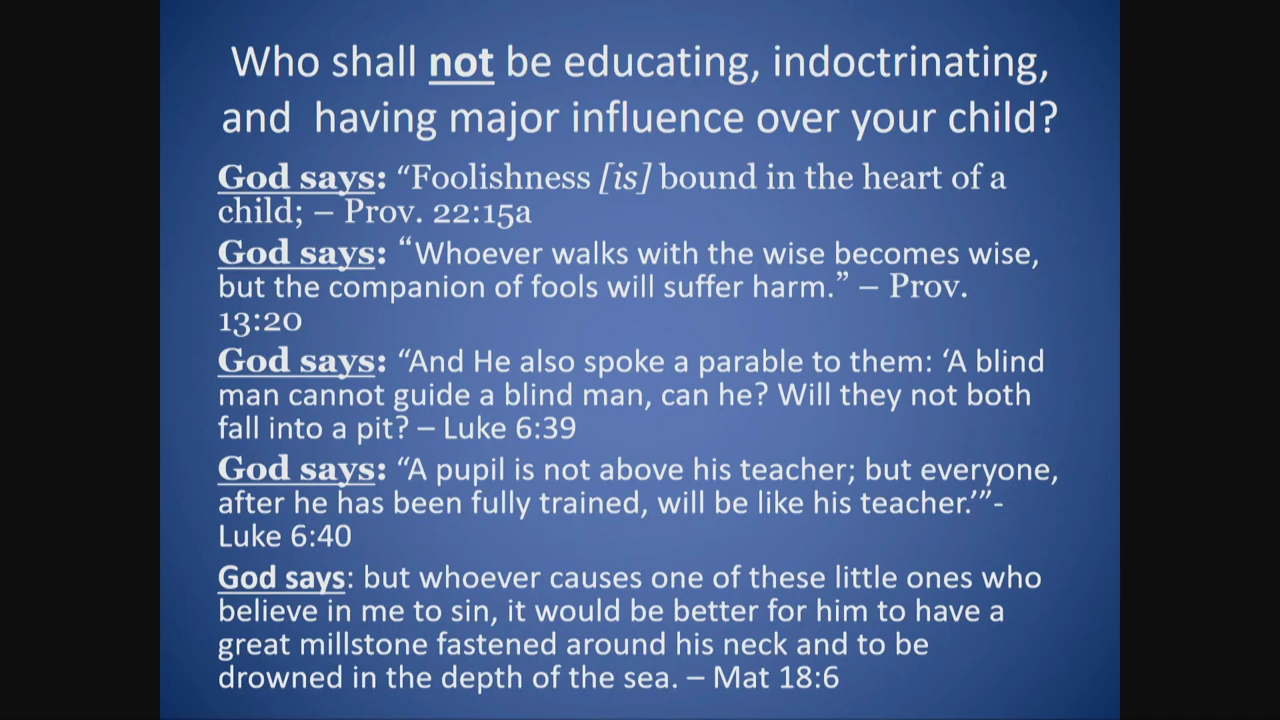 Who shall not be educating, indoctrinating,
and  having major influence over your child?
God says: “Foolishness [is] bound in the heart of a
child; – Prov. 22:15a
God says: “Whoever walks with the wise becomes wise,
but the companion of fools will suffer harm.” – Prov.
13:20
God says: “And He also spoke a parable to them: ‘A blind
man cannot guide a blind man, can he? Will they not both
fall into a pit? – Luke 6:39
God says: “A pupil is not above his teacher; but everyone,
after he has been fully trained, will be like his teacher.’”-
Luke 6:40
God says: but whoever causes one of these little ones who
believe in me to sin, it would be better for him to have a
great millstone fastened around his neck and to be
drowned in the depth of the sea. – Mat 18:6